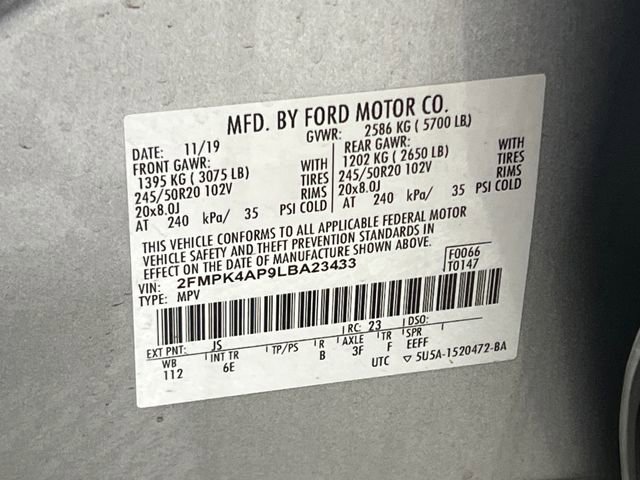 MFD. BY FORD MOTOR CO.
DATE: 11/19 GVWR: 2586 KG ( 5700 LB)
FRONT GAWR: REAR GAWR:
1395 KG ( 3075 LB) WITH 1202 KG ( 2650 LB) WITH
245/50R20 102V TIRES 245/50R20 102V TIRES
20x8.0J RIMS 20x8.0J RIMS
AT 240 kPa/ 35 PSI COLD AT 240 kPa/ 35 PSI COLD
THIS VEHICLE CONFORMS TO ALL APPLICABLE FEDERAL MOTOR
VEHICLE SAFETY AND THEFT PREVENTION STANDARDS IN
EFFECT ON THE DATE OF MANUFACTURE SHOWN ABOVE.
VIN: 2FMPK4AP9LBA23433 F0066
TYPE: MPV T0147
EXT PNT: JS RC: 23 DSO:
WB INT TR TP/PS R AXLE TR SPR
112 6E B 3F F EEFF
UTC ▽ 5U5A-1520472-BA